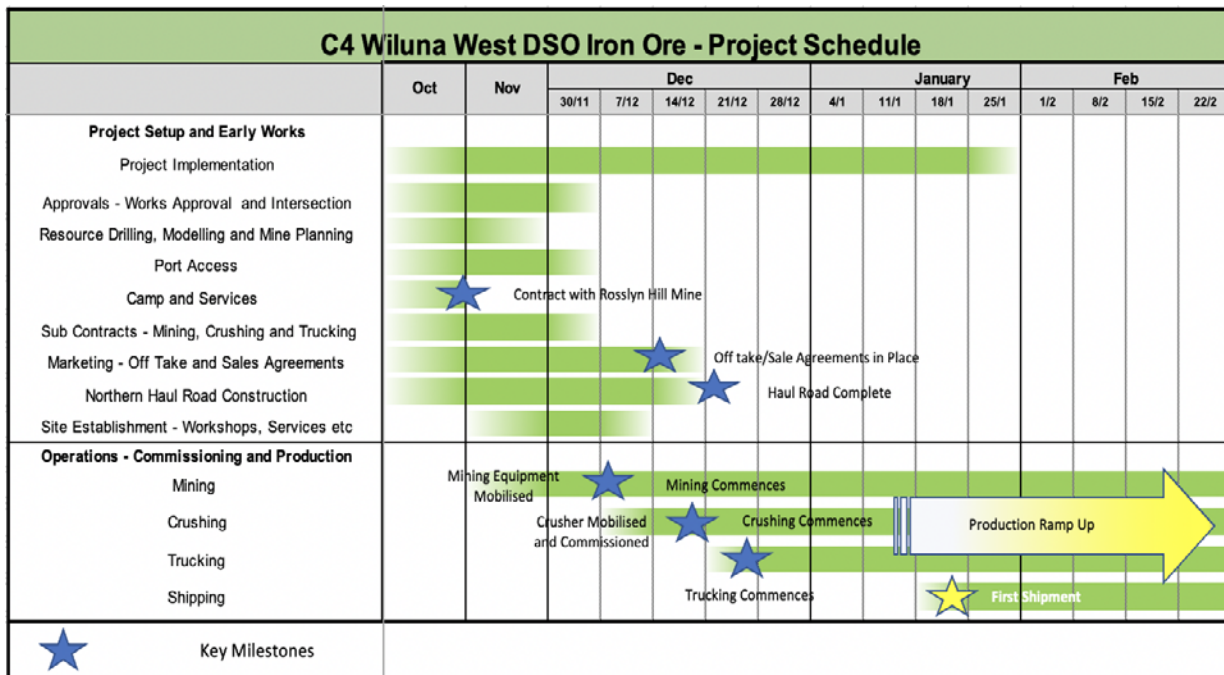 C4 Wiluna West DSO Iron Ore - Project Schedule
Oct Nov Dec January Feb
30/11 7/12 14/12 21/12 28/12 4/1 11/1 18/1 25/1 1/2 8/2 15/2 22/2
Project Setup and Early Works
Project Implementation
Approvals - Works Approval and Intersection
Resource Drilling, Modelling and Mine Planning
Port Access
Camp and Services Contract with Rosslyn Hill Mine
Sub Contracts - Mining, Crushing and Trucking
Marketing - Off Take and Sales Agreements Off take/Sale Agreements in Place
Northern Haul Road Construction Haul Road Complete
Site Establishment - Workshops, Services etc
Operations - Commissioning and Production
Mining Mining Equipment Mobilised Mining Commences
Crushing Crusher Mobilised and Commissioned Crushing Commences Production Ramp Up
Trucking Trucking Commences
Shipping First Shipment
Key Milestones